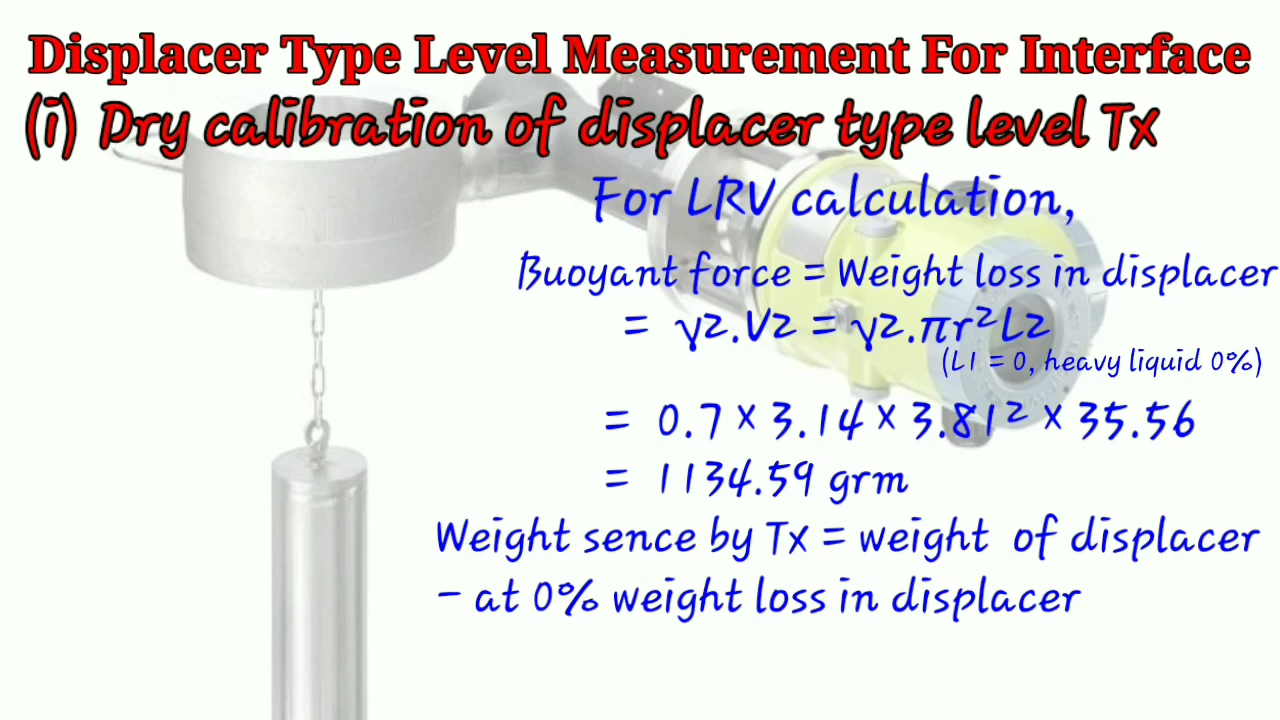 Displacer Type Level Measurement For Interface
(i) Dry calibration of displacer type level Tx
For LRV calculation,
Buoyant force = Weight loss in displacer
= γ2.V2 = γ2.πr²L2
(L1 = 0, heavy liquid 0%)
= 0.7 × 3.14 × 3.81² × 35.56
= 1134.59 grm
Weight sence by Tx = weight of displacer
- at 0% weight loss in displacer